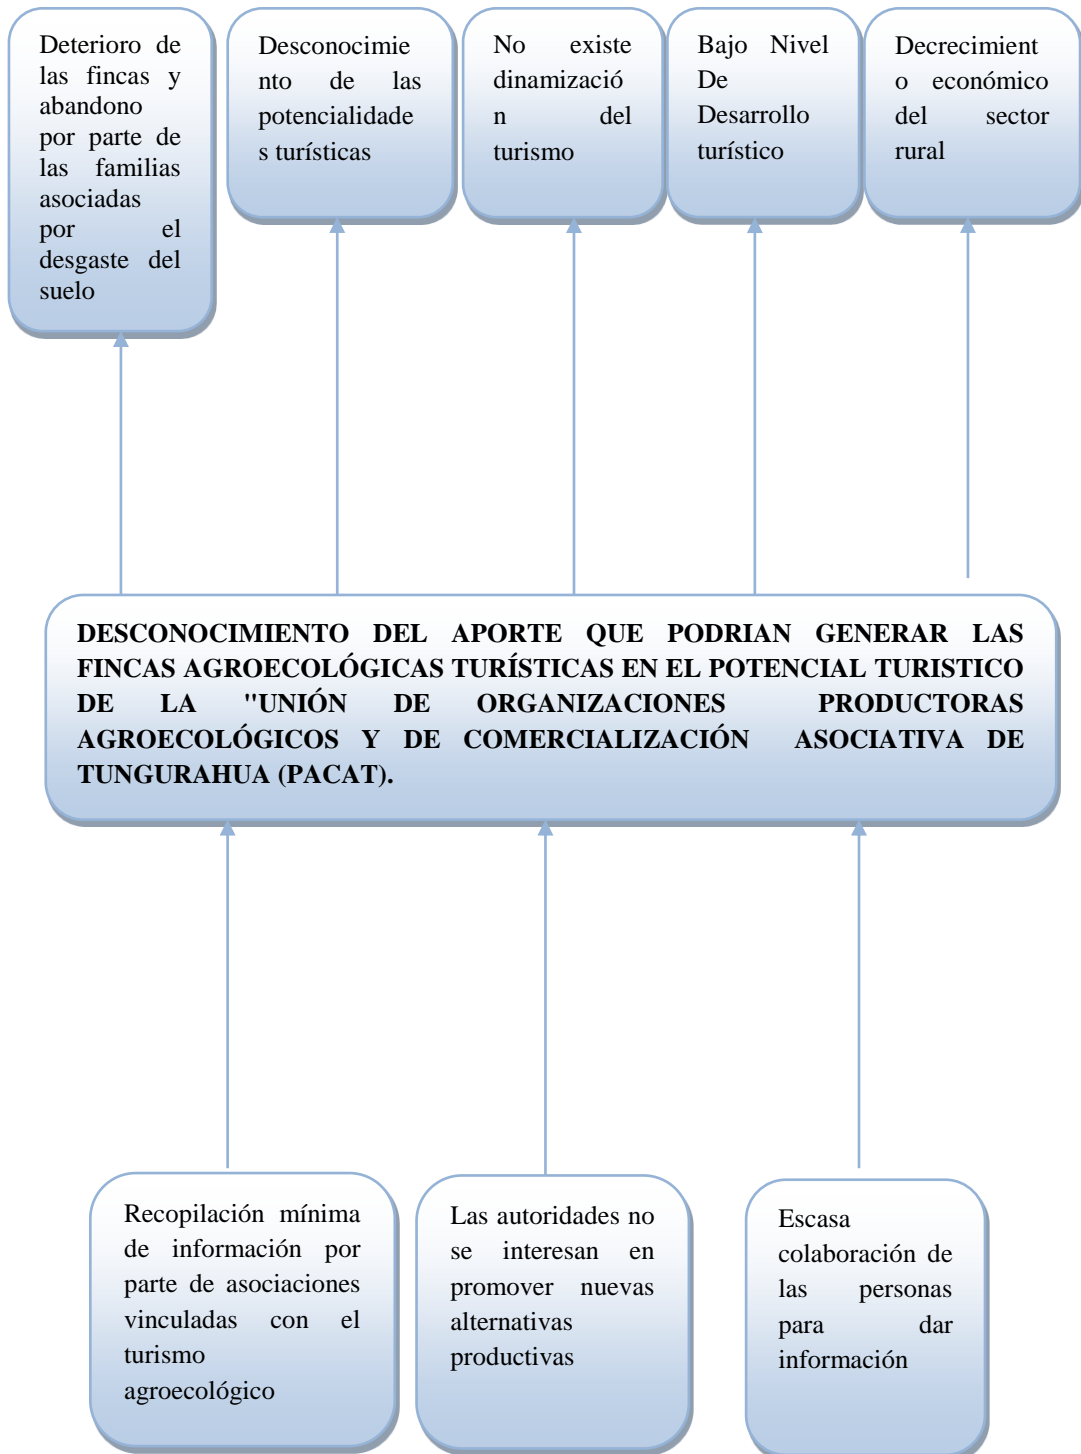 Deterioro de
las fincas y
abandono
por parte de
las familias
asociadas
por el
desgaste del
suelo
Desconocimie
nto de las
potencialidade
s turísticas
No existe
dinamizació
n del
turismo
Bajo Nivel
De
Desarrollo
turístico
Decrecimient
o económico
del sector
rural
DESCONOCIMIENTO DEL APORTE QUE PODRIAN GENERAR LAS
FINCAS AGROECOLÓGICAS TURÍSTICAS EN EL POTENCIAL TURISTICO
DE LA "UNIÓN DE ORGANIZACIONES PRODUCTORAS
AGROECOLÓGICOS Y DE COMERCIALIZACIÓN ASOCIATIVA DE
TUNGURAHUA (PACAT).
Recopilación mínima
de información por
parte de asociaciones
vinculadas con el
turismo
agroecológico
Las autoridades no
se interesan en
promover nuevas
alternativas
productivas
Escasa
colaboración de
las personas
para dar
información